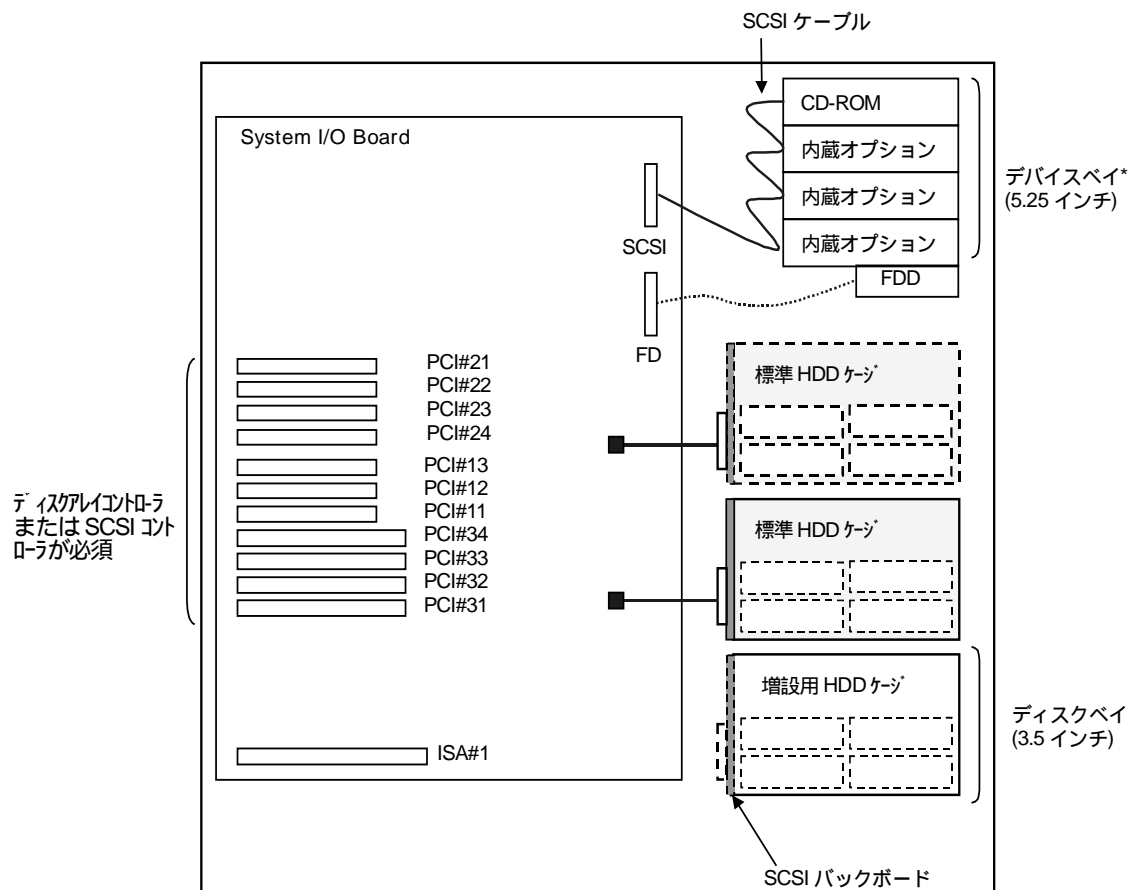 SCSI ケーブル
CD-ROM
System I/O Board
内蔵オプション
内蔵オプション
内蔵オプション
デバイスベイ*
(5.25 インチ)
SCSI
FDD
FD
PCI#21
PCI#22
PCI#23
PCI#24
PCI#13
PCI#12
PCI#11
PCI#34
PCI#33
PCI#32
PCI#31
標準 HDD ケージ
標準 HDD ケージ
ディスクアレイコントローラ
または SCSI コント
ローラが必須
増設用 HDD ケージ
ディスクベイ
(3.5 インチ)
ISA#1
SCSI バックボード